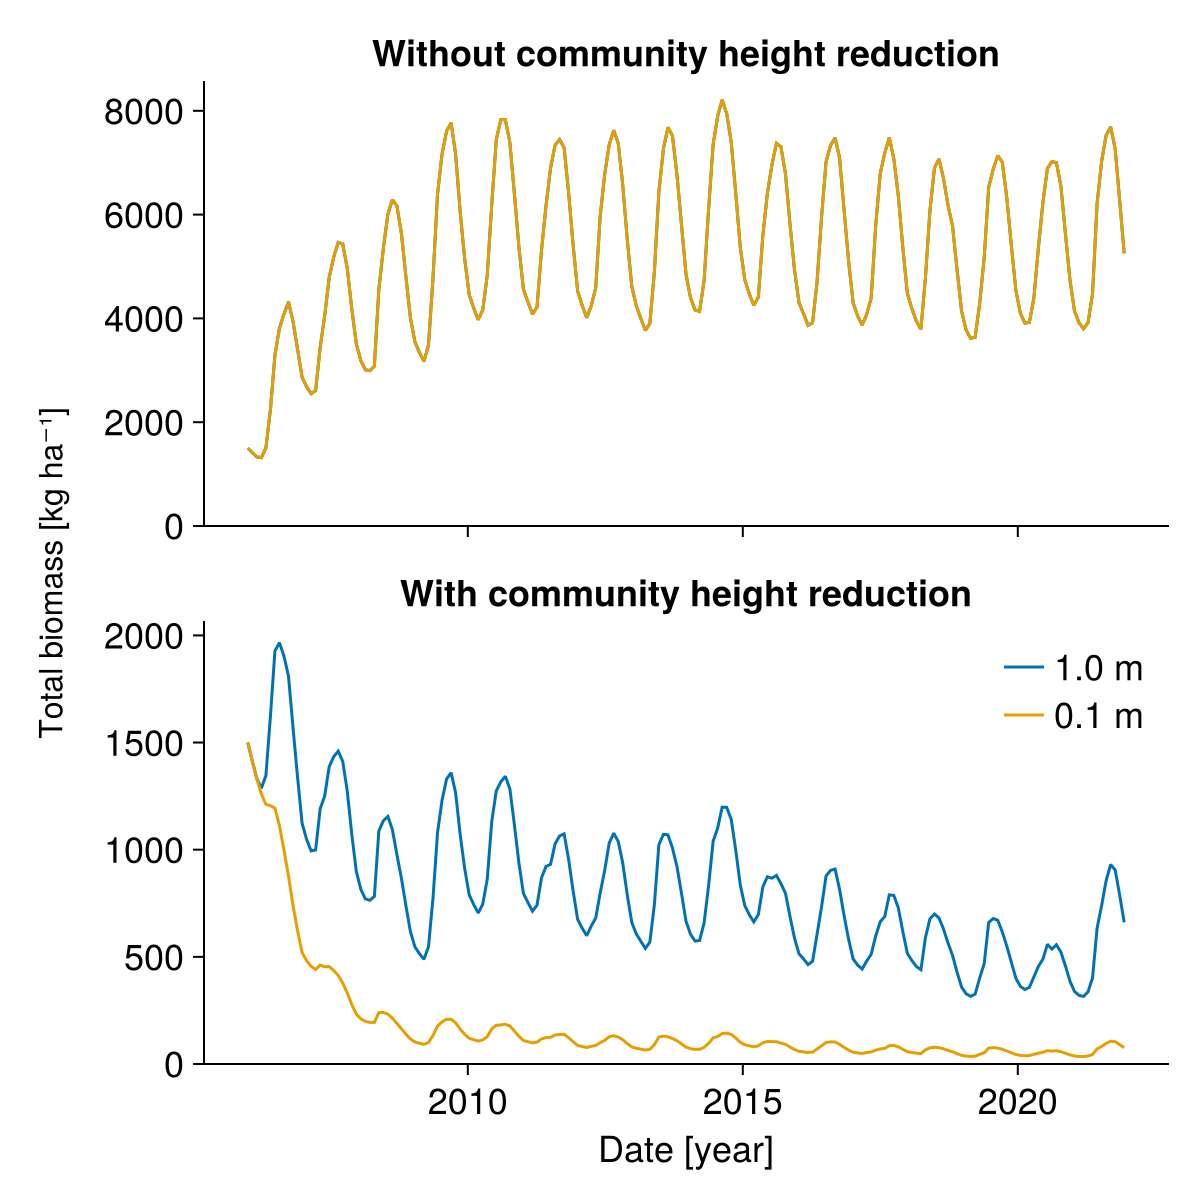 Without community height reduction
8000
6000
4000
2000
0
Total biomass [kg ha⁻¹]
With community height reduction
2000
1500
1000
500
0
1.0 m
0.1 m
2010
2015
2020
Date [year]